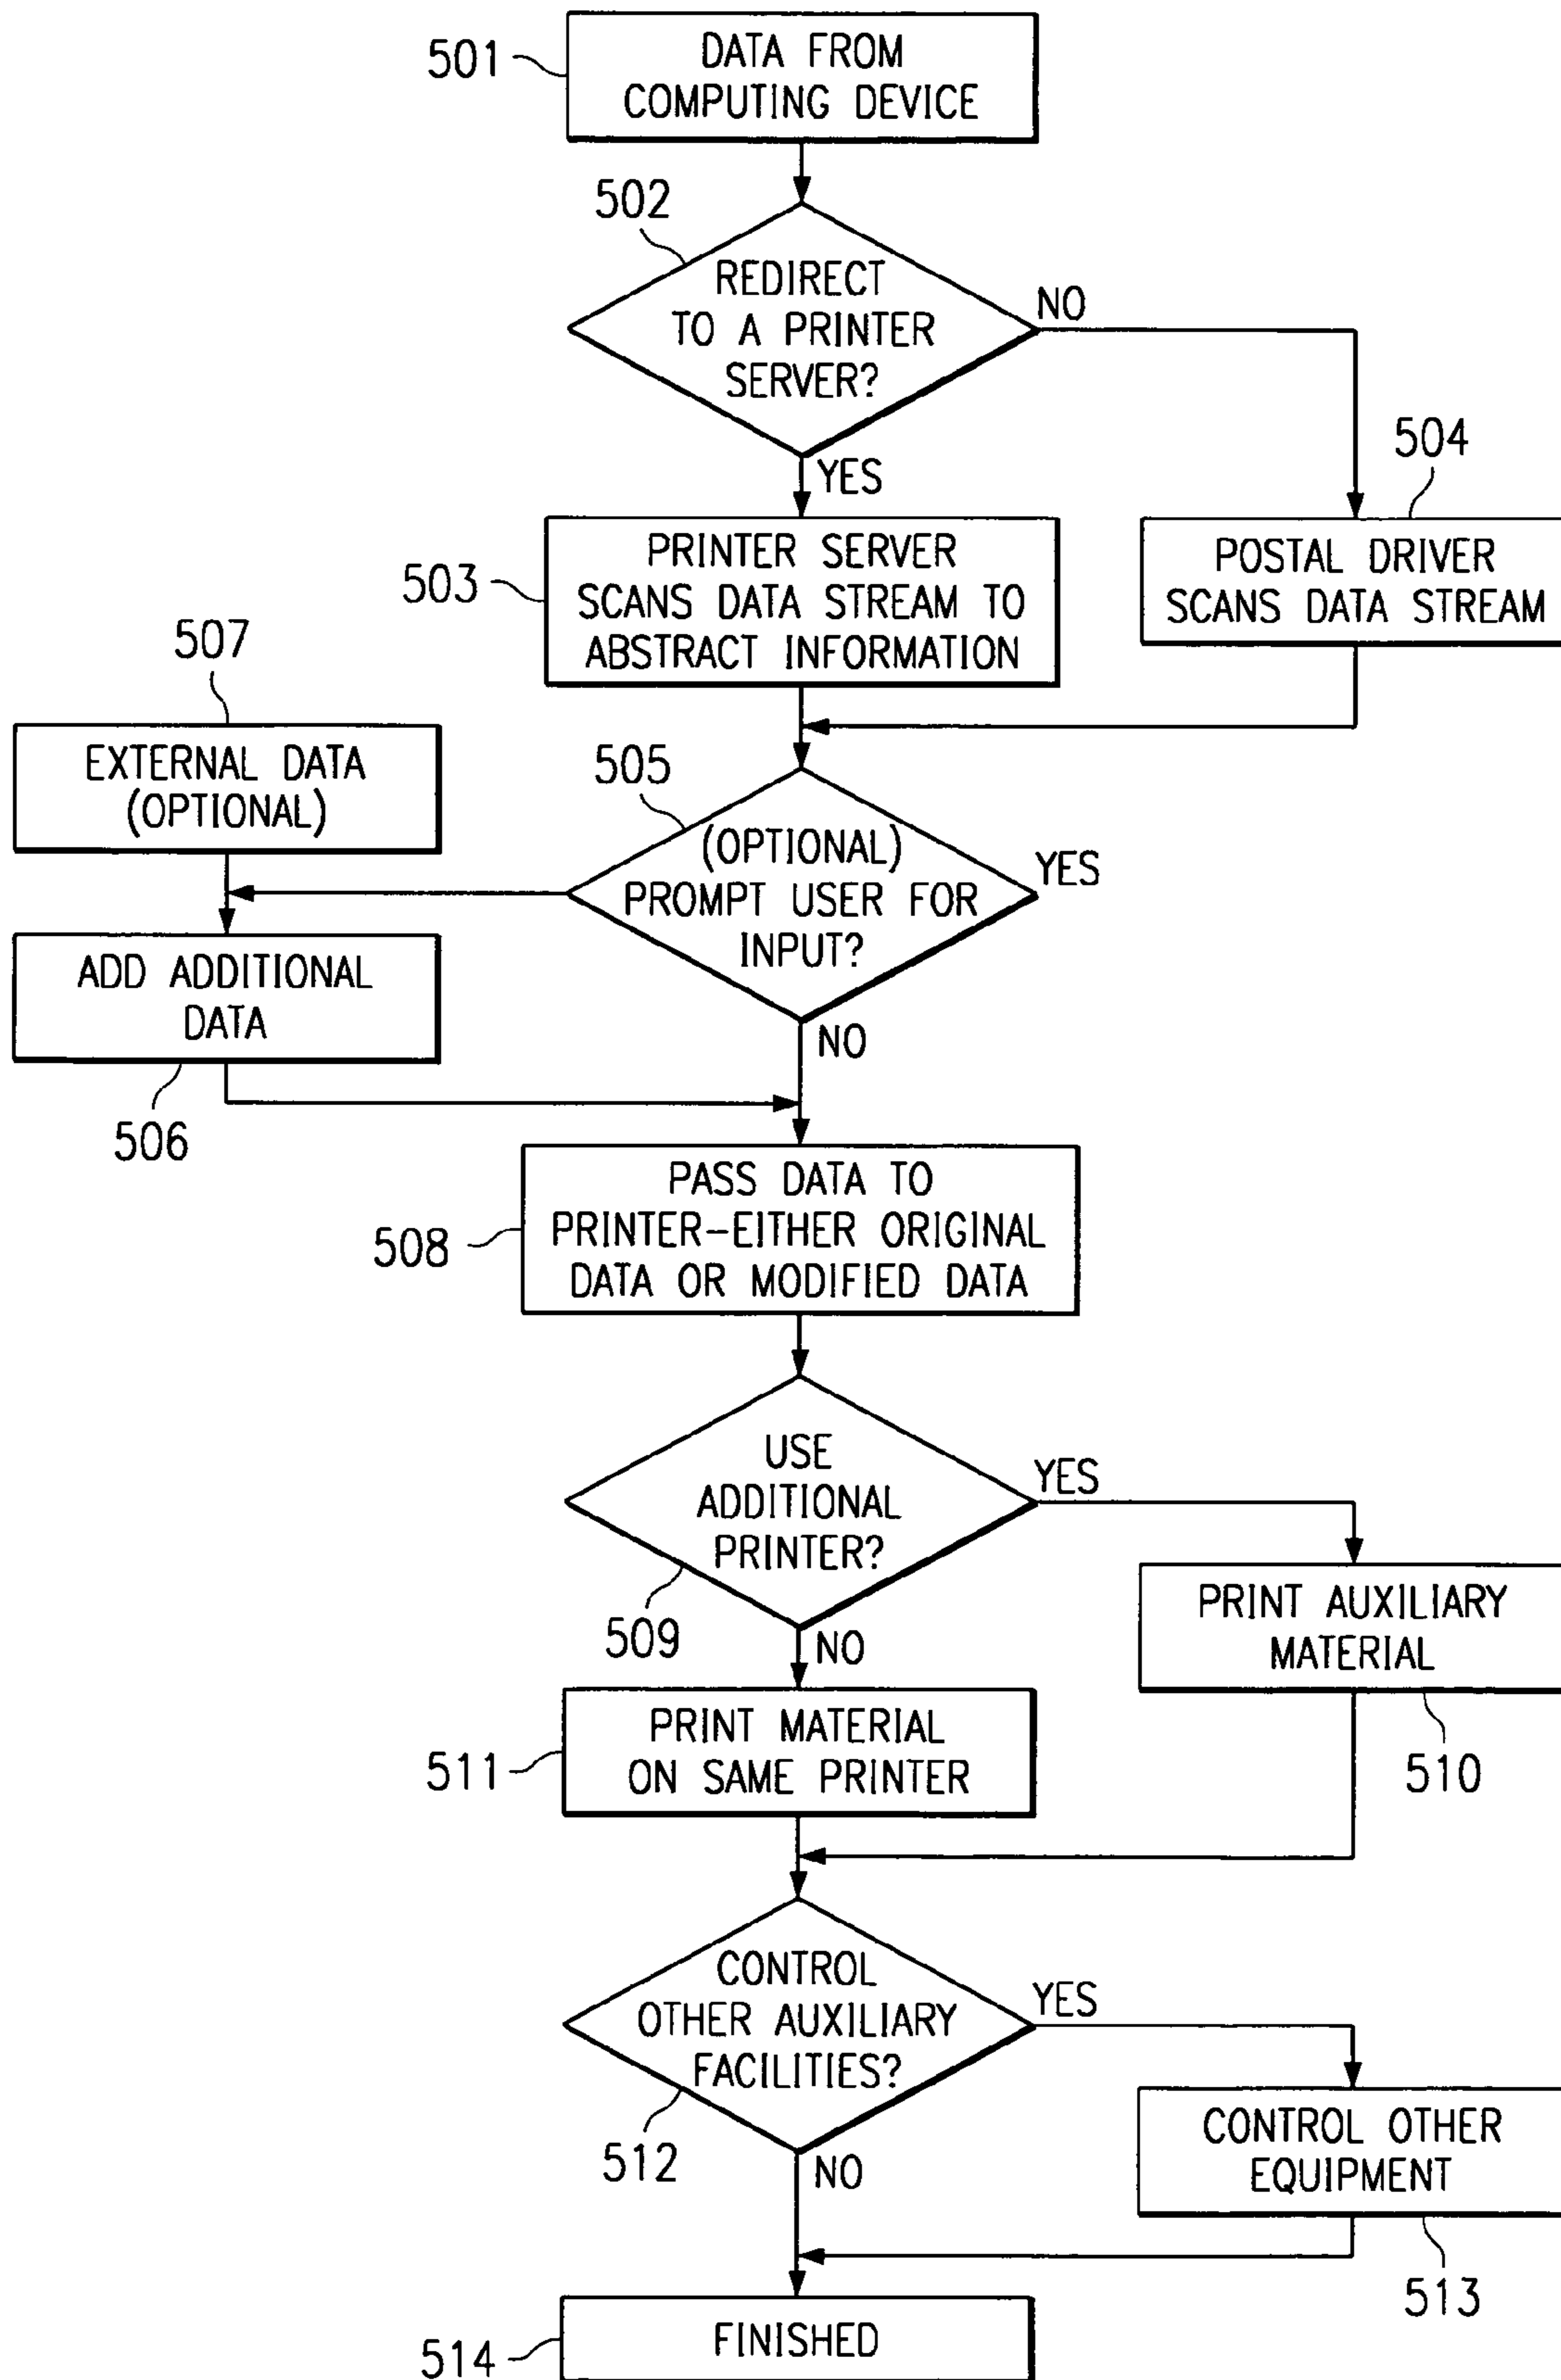 501
DATA FROM
COMPUTING DEVICE
502
REDIRECT
TO A PRINTER
SERVER?
NO
YES
503
PRINTER SERVER
SCANS DATA STREAM TO
ABSTRACT INFORMATION
504
POSTAL DRIVER
SCANS DATA STREAM
507
EXTERNAL DATA
(OPTIONAL)
505
(OPTIONAL)
PROMPT USER FOR
INPUT?
YES
NO
ADD ADDITIONAL
DATA
506
508
PASS DATA TO
PRINTER-EITHER ORIGINAL
DATA OR MODIFIED DATA
USE
ADDITIONAL
PRINTER?
509
YES
NO
PRINT AUXILIARY
MATERIAL
510
511
PRINT MATERIAL
ON SAME PRINTER
CONTROL
OTHER AUXILIARY
FACILITIES?
512
YES
NO
CONTROL OTHER
EQUIPMENT
513
514
FINISHED